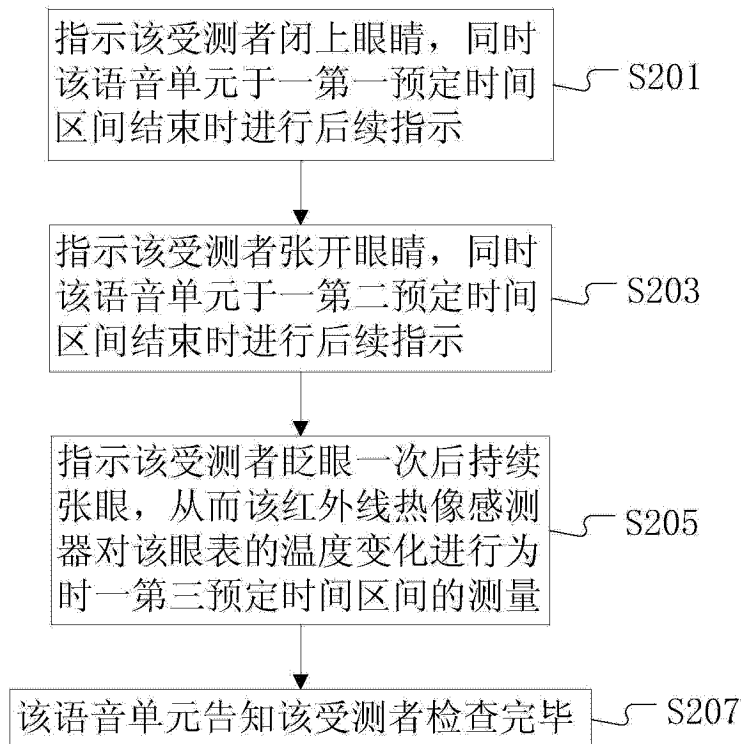 指示该受测者闭上眼睛，同时
该语音单元于一第一预定时间
区间结束时进行后续指示
S201
指示该受测者张开眼睛，同时
该语音单元于一第二预定时间
区间结束时进行后续指示
S203
指示该受测者眨眼一次后持续
张眼，从而该红外线热像感测
器对该眼表的温度变化进行为
时一第三预定时间区间的测量
S205
该语音单元告知该受测者检查完毕
S207